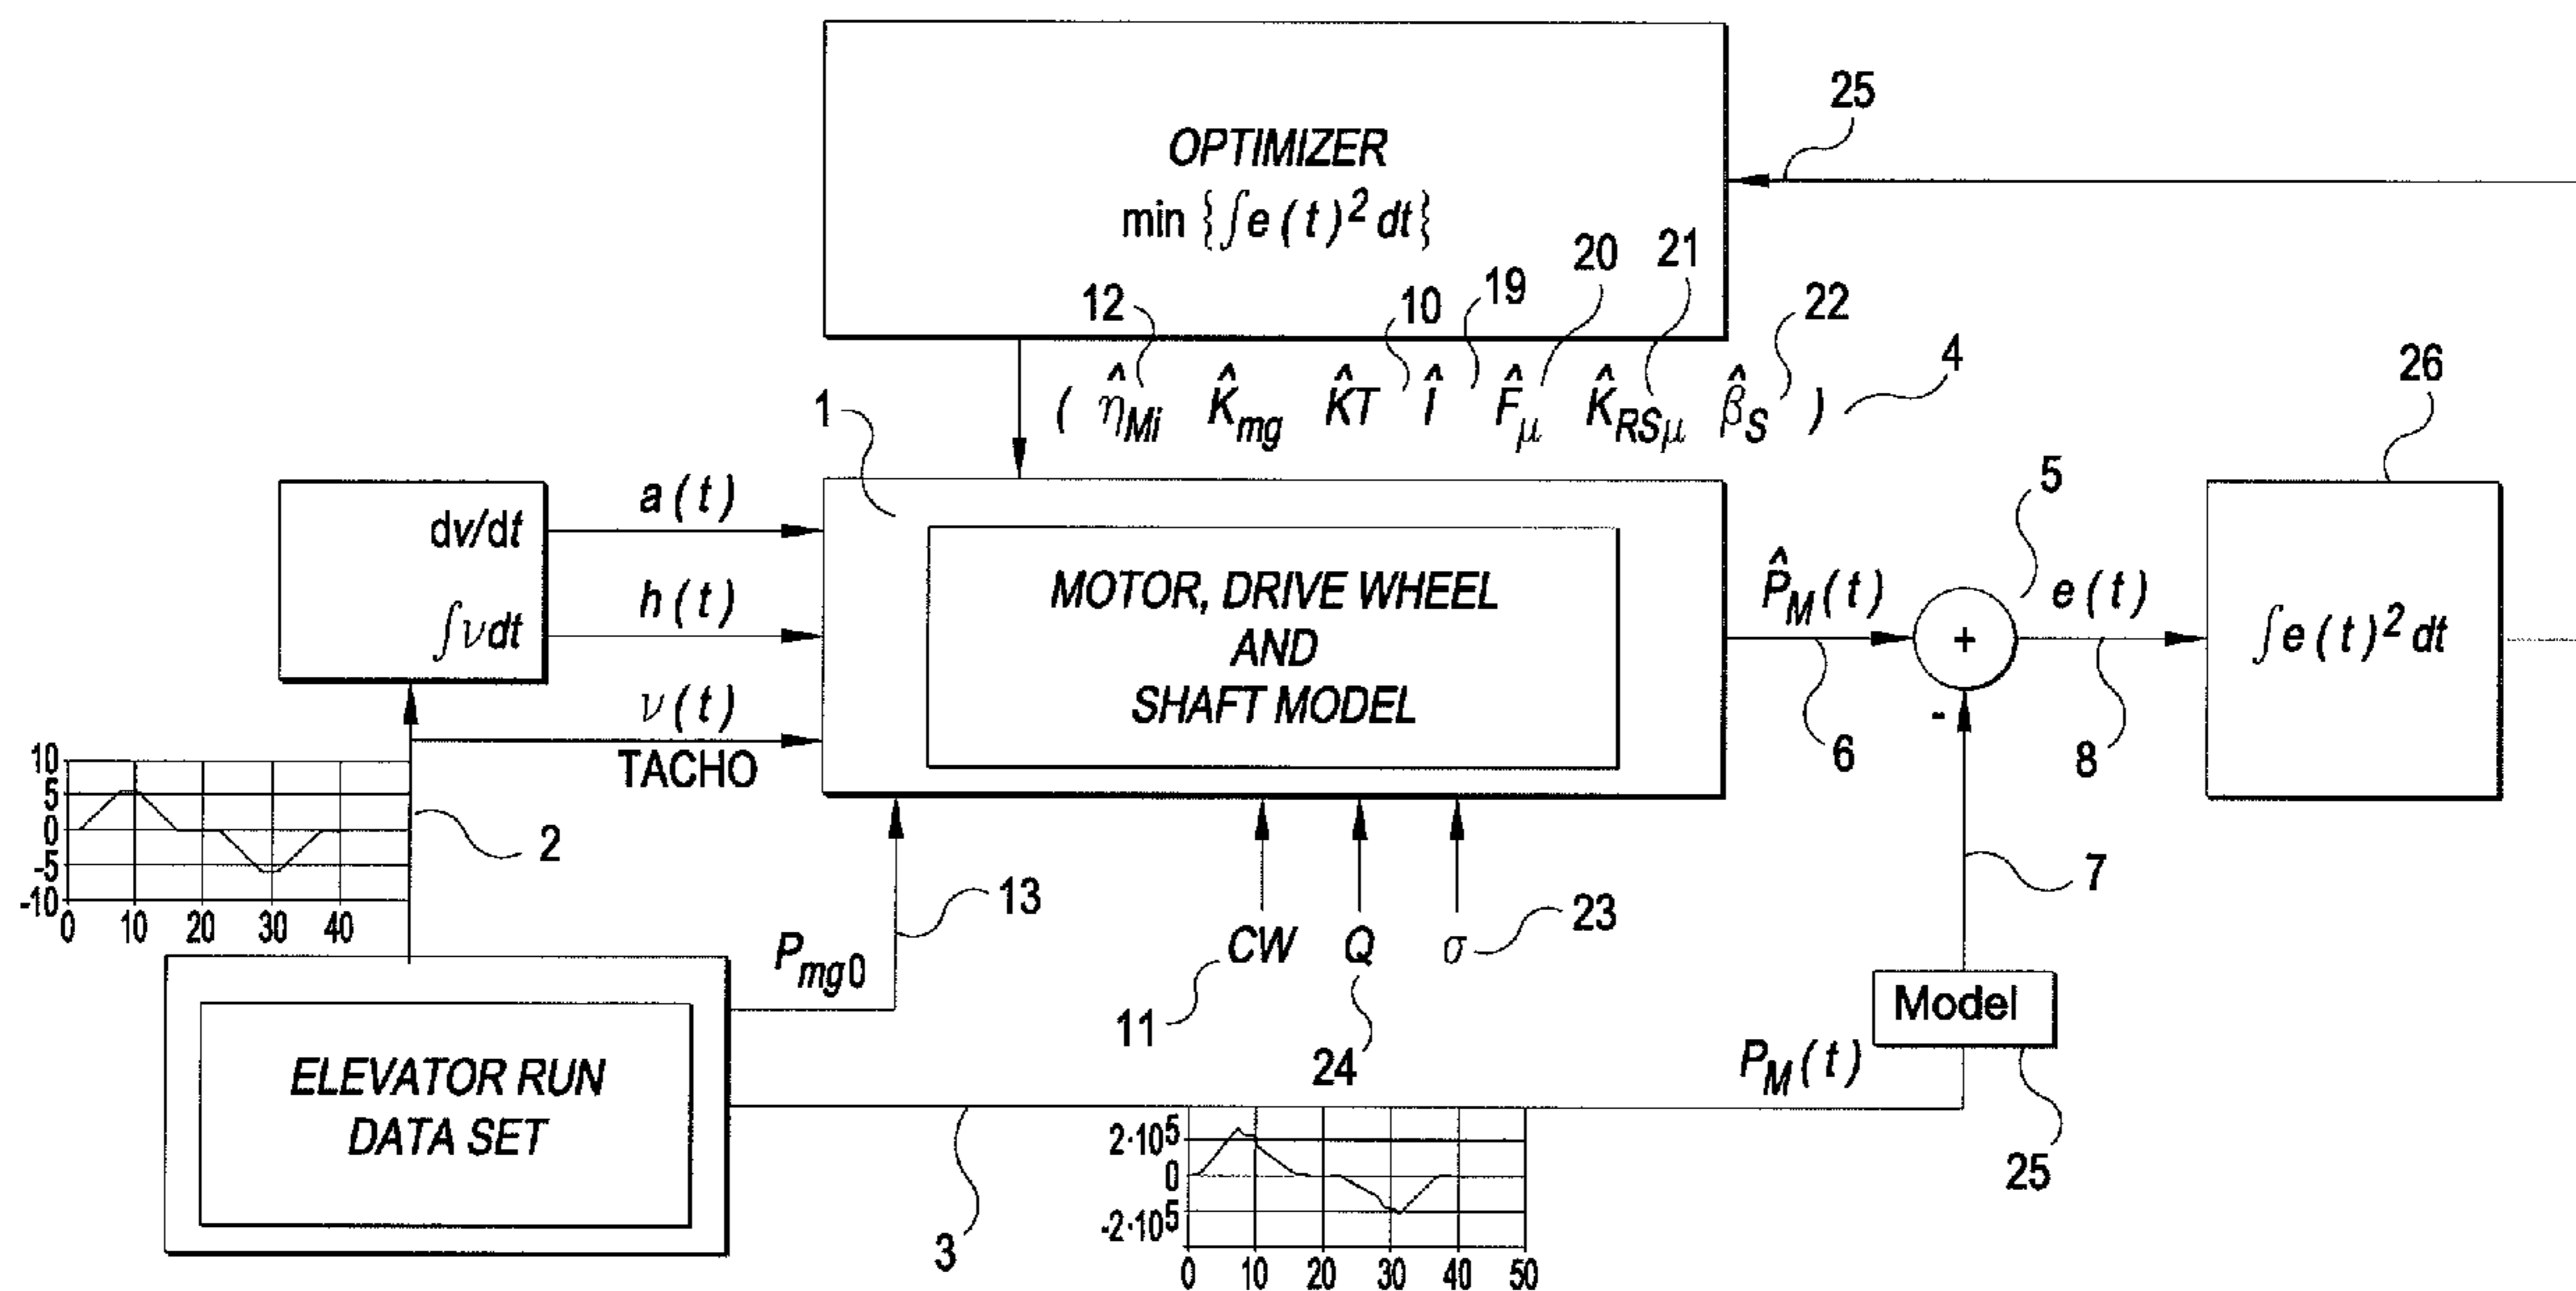 OPTIMIZER
min {∫e(t)² dt}
25
12
10
19
20
21
22
4
( η̂Mi K̂mg K̂T Î F̂μ K̂RSμ β̂S )
1
26
dv/dt
∫νdt
a(t)
h(t)
ν(t)
TACHO
MOTOR, DRIVE WHEEL
AND
SHAFT MODEL
P̂M(t)
6
5
+
-
e(t)
8
∫e(t)² dt
10
5
0
-5
-10
0 10 20 30 40
2
7
Pmg0
13
CW
11
Q
24
σ
23
Model
25
PM(t)
ELEVATOR RUN
DATA SET
3
2·10⁵
0
-2·10⁵
0 10 20 30 40 50